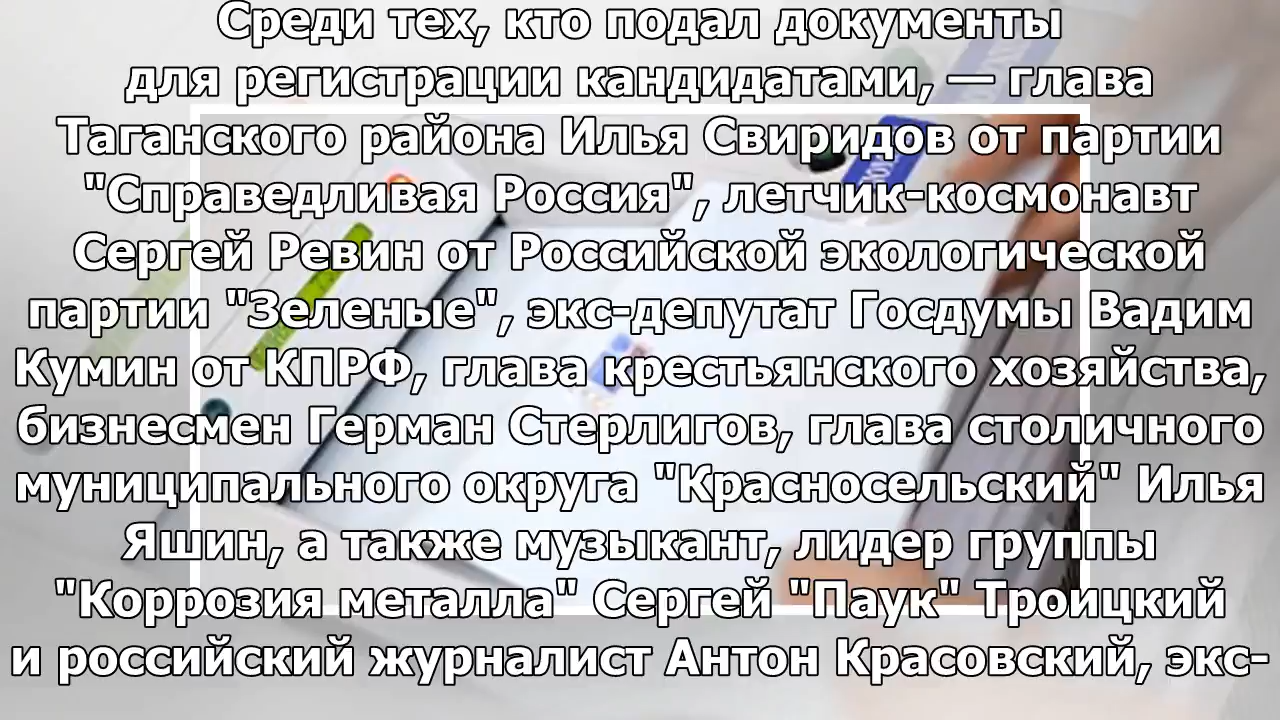 Среди тех, кто подал документы
для регистрации кандидатами, — глава
Таганского района Илья Свиридов от партии
"Справедливая Россия", летчик-космонавт
Сергей Ревин от Российской экологической
партии "Зеленые", экс-депутат Госдумы Вадим
Кумин от КПРФ, глава крестьянского хозяйства,
бизнесмен Герман Стерлигов, глава столичного
муниципального округа "Красносельский" Илья
Яшин, а также музыкант, лидер группы
"Коррозия металла" Сергей "Паук" Троицкий
и российский журналист Антон Красовский, экс-